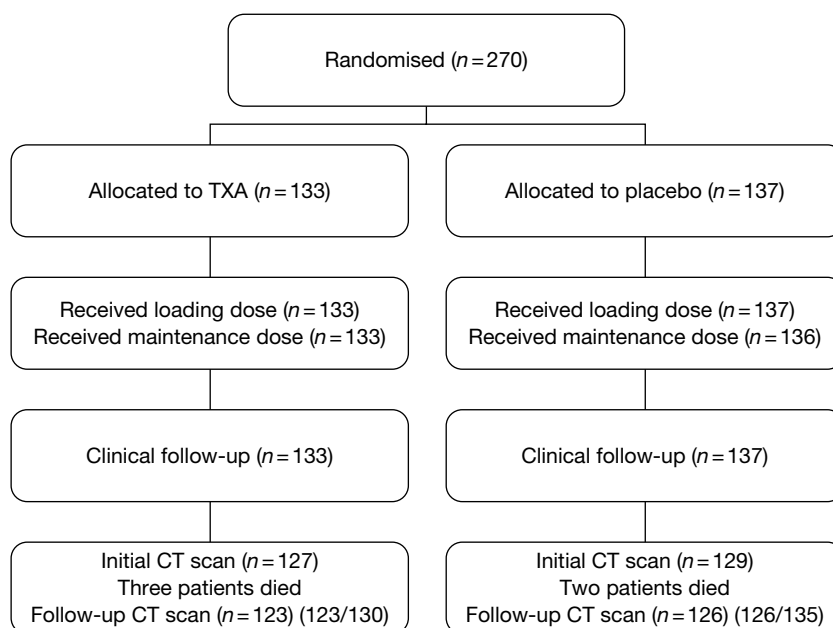 Randomised (n=270)
Allocated to TXA (n=133)
Allocated to placebo (n=137)
Received loading dose (n=133)
Received maintenance dose (n=133)
Received loading dose (n=137)
Received maintenance dose (n=136)
Clinical follow-up (n=133)
Clinical follow-up (n=137)
Initial CT scan (n=127)
Three patients died
Follow-up CT scan (n=123) (123/130)
Initial CT scan (n=129)
Two patients died
Follow-up CT scan (n=126) (126/135)